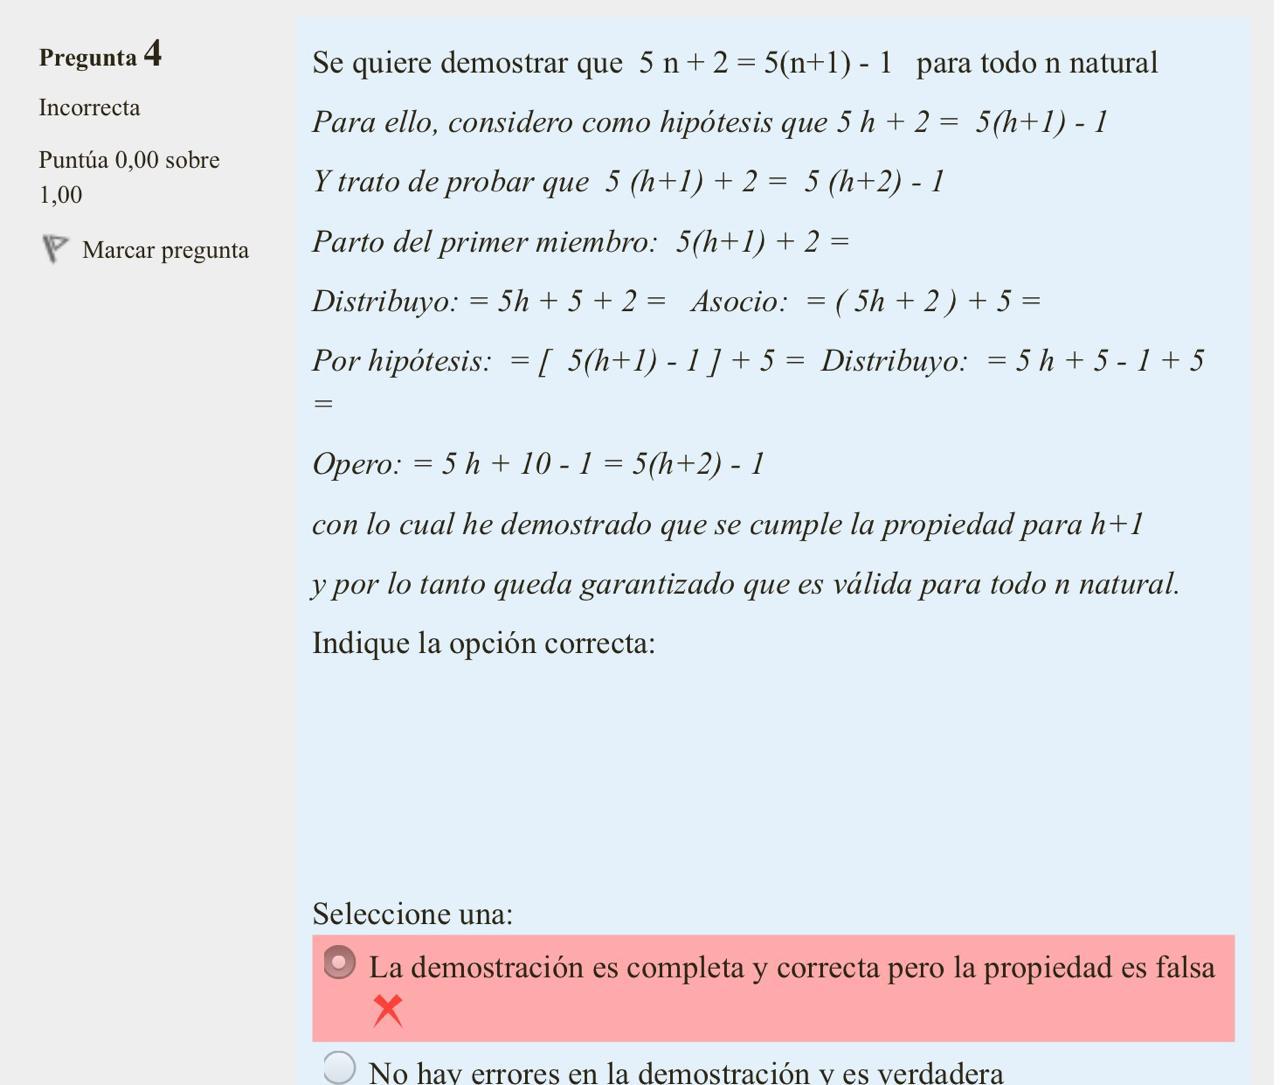 Pregunta 4
Incorrecta
Puntúa 0,00 sobre
1,00
Marcar pregunta
Se quiere demostrar que 5 n + 2 = 5(n+1) - 1 para todo n natural
Para ello, considero como hipótesis que 5 h + 2 = 5(h+1) - 1
Y trato de probar que 5 (h+1) + 2 = 5 (h+2) - 1
Parto del primer miembro: 5(h+1) + 2 =
Distribuyo: = 5h + 5 + 2 = Asocio: = ( 5h + 2 ) + 5 =
Por hipótesis: = [ 5(h+1) - 1 ] + 5 = Distribuyo: = 5 h + 5 - 1 + 5
=
Opero: = 5 h + 10 - 1 = 5(h+2) - 1
con lo cual he demostrado que se cumple la propiedad para h+1
y por lo tanto queda garantizado que es válida para todo n natural.
Indique la opción correcta:
Seleccione una:
La demostración es completa y correcta pero la propiedad es falsa
No hay errores en la demostración y es verdadera